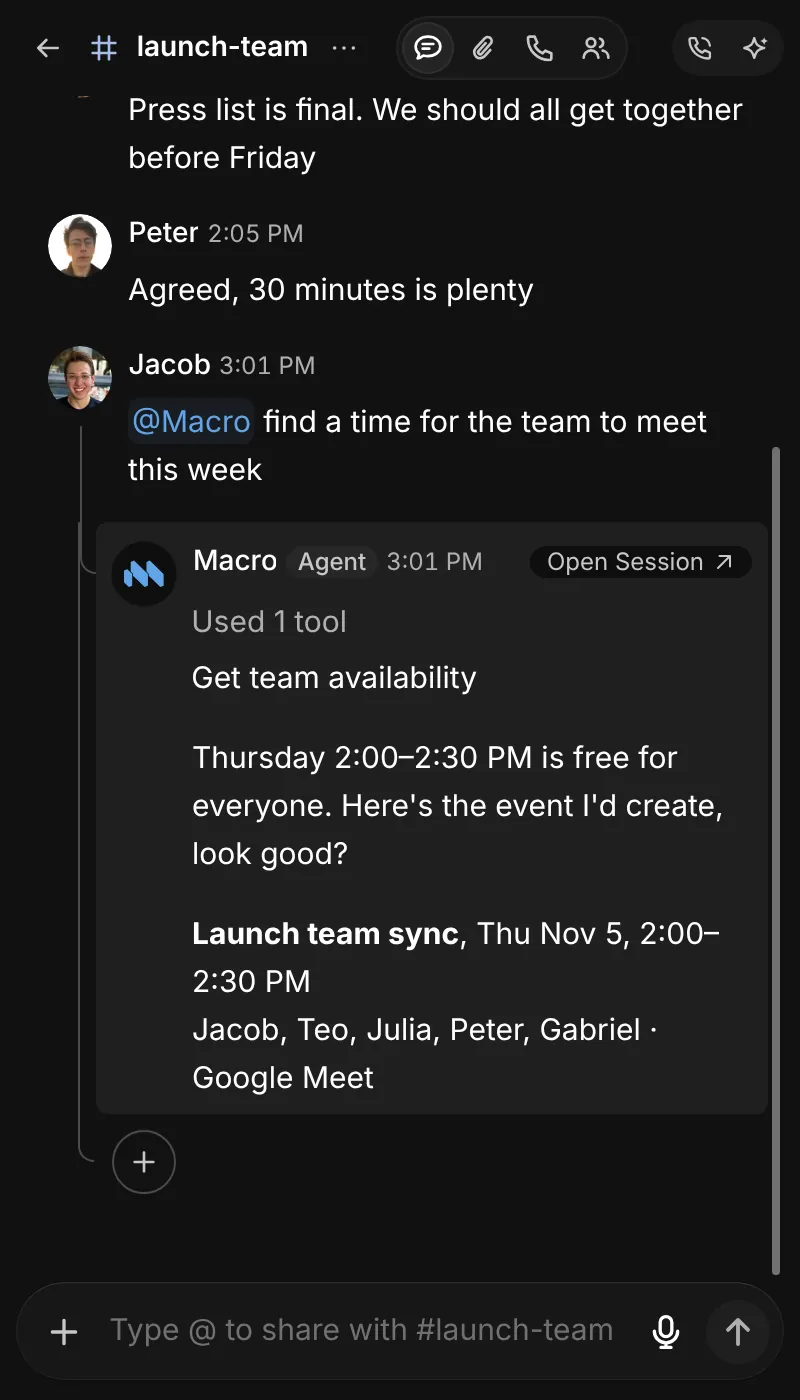 launch-team
Press list is final. We should all get together
before Friday
Peter 2:05 PM
Agreed, 30 minutes is plenty
Jacob 3:01 PM
@Macro find a time for the team to meet
this week
Macro Agent 3:01 PM Open Session
Used 1 tool
Get team availability
Thursday 2:00–2:30 PM is free for
everyone. Here's the event I'd create,
look good?
Launch team sync, Thu Nov 5, 2:00–
2:30 PM
Jacob, Teo, Julia, Peter, Gabriel ·
Google Meet
Type @ to share with #launch-team